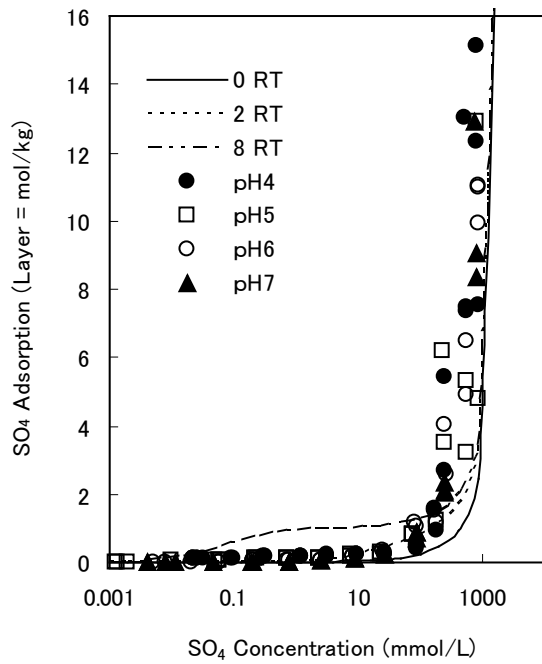 16
14
12
10
8
6
4
2
0
SO₄ Adsorption (Layer = mol/kg)
0 RT
2 RT
8 RT
pH4
pH5
pH6
pH7
0.001 0.1 10 1000
SO₄ Concentration (mmol/L)